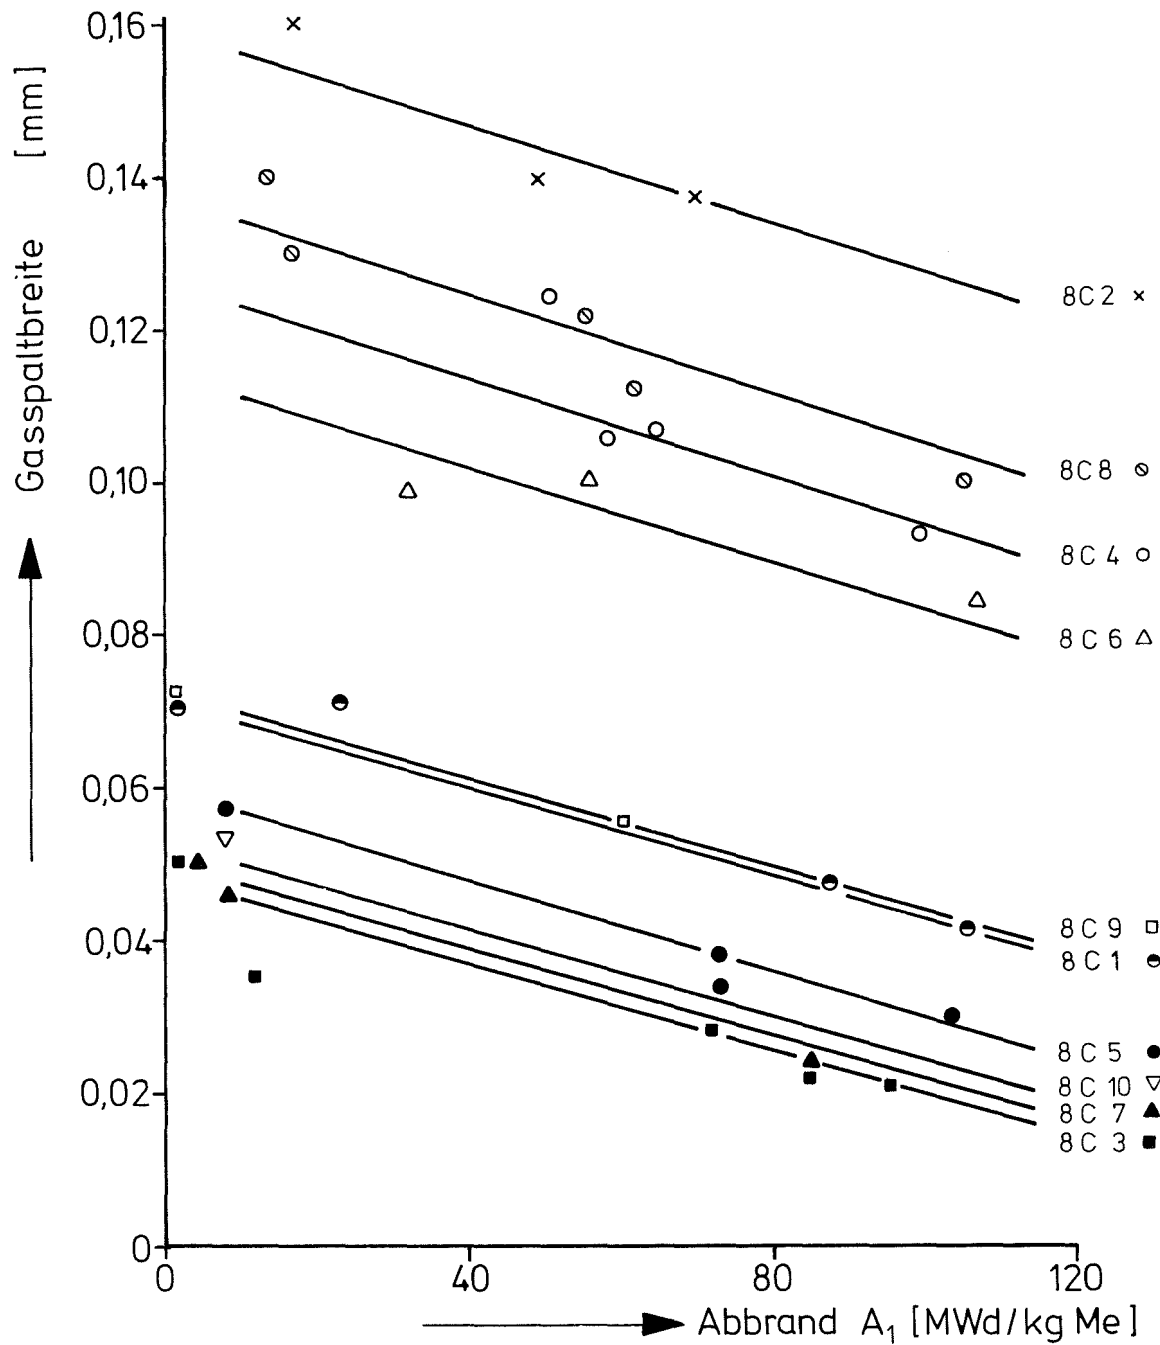 Gasspaltbreite [mm]
0,16
0,14
0,12
0,10
0,08
0,06
0,04
0,02
0
0
40
80
120
Abbrand A₁ [MWd/kg Me]
8C2
8C8
8C4
8C6
8C9
8C1
8C5
8C10
8C7
8C3